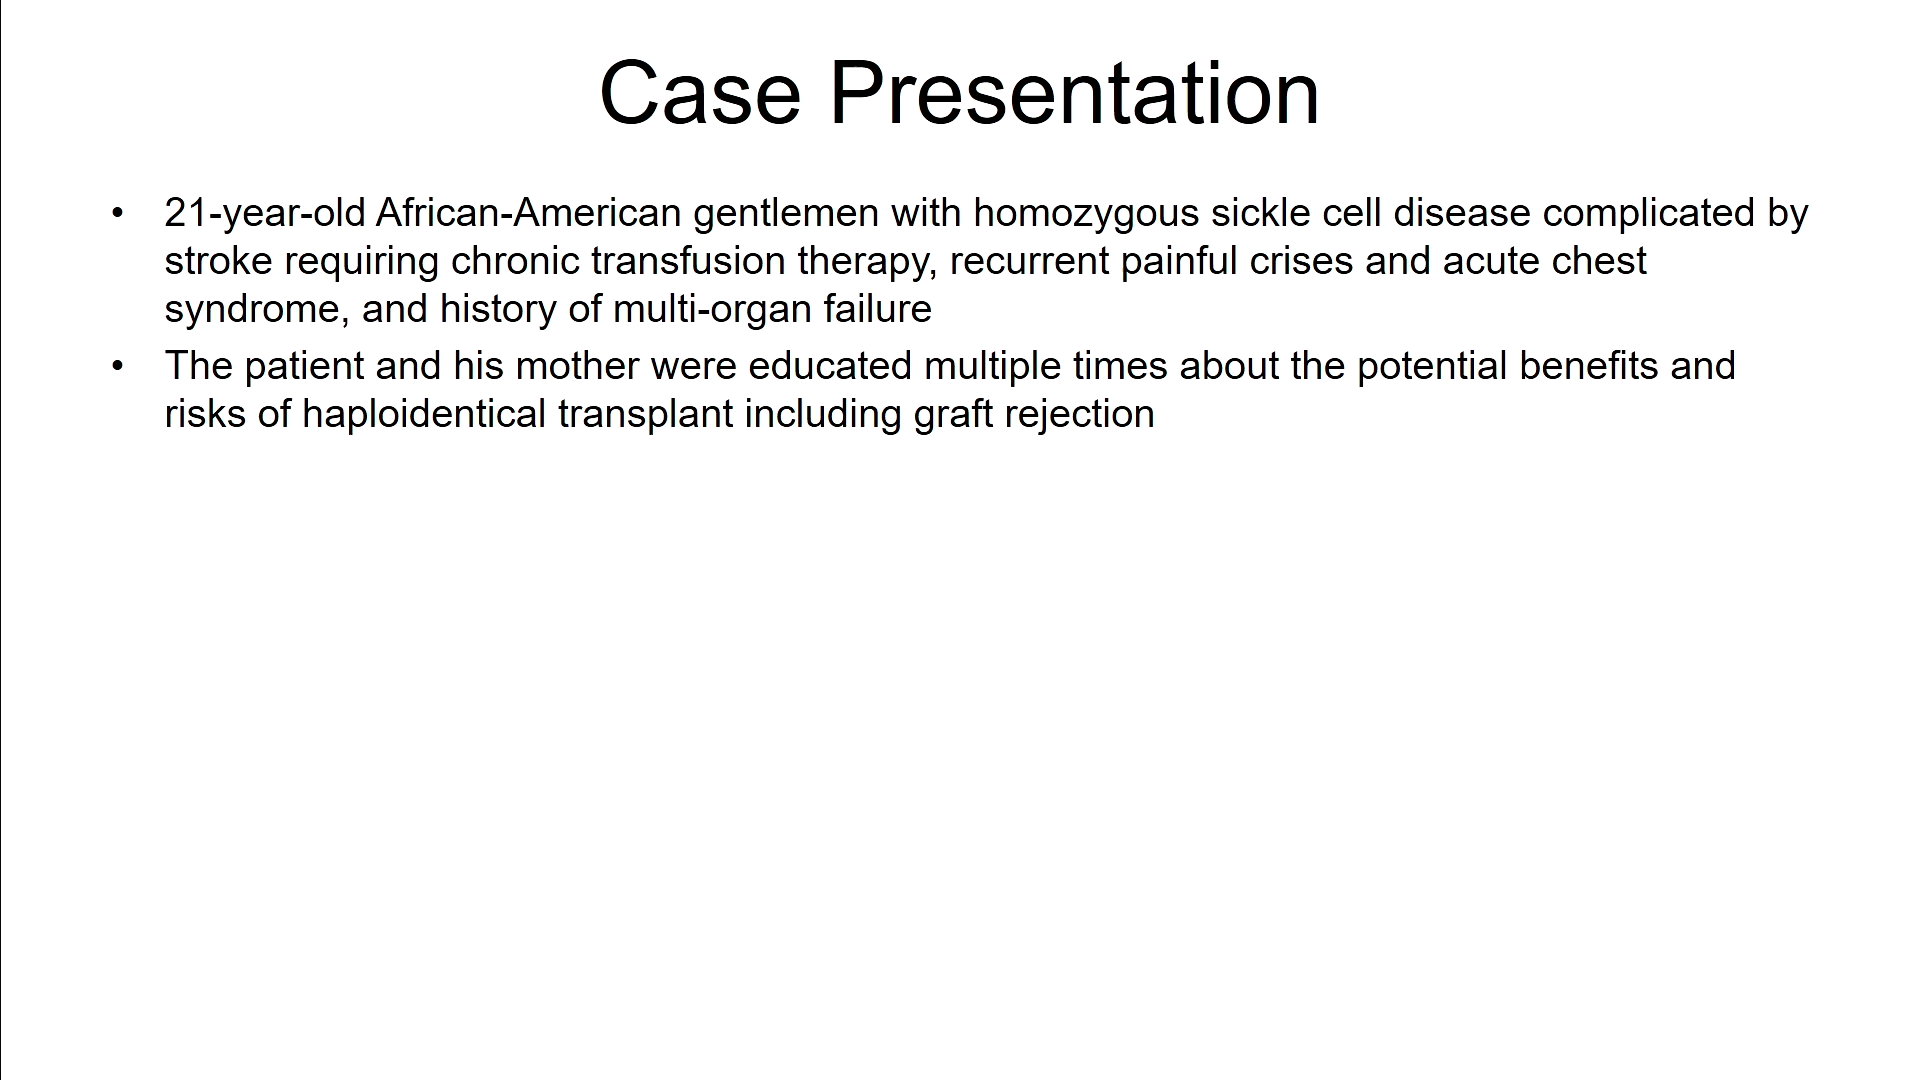 Case Presentation
• 21-year-old African-American gentlemen with homozygous sickle cell disease complicated by
stroke requiring chronic transfusion therapy, recurrent painful crises and acute chest
syndrome, and history of multi-organ failure
• The patient and his mother were educated multiple times about the potential benefits and
risks of haploidentical transplant including graft rejection